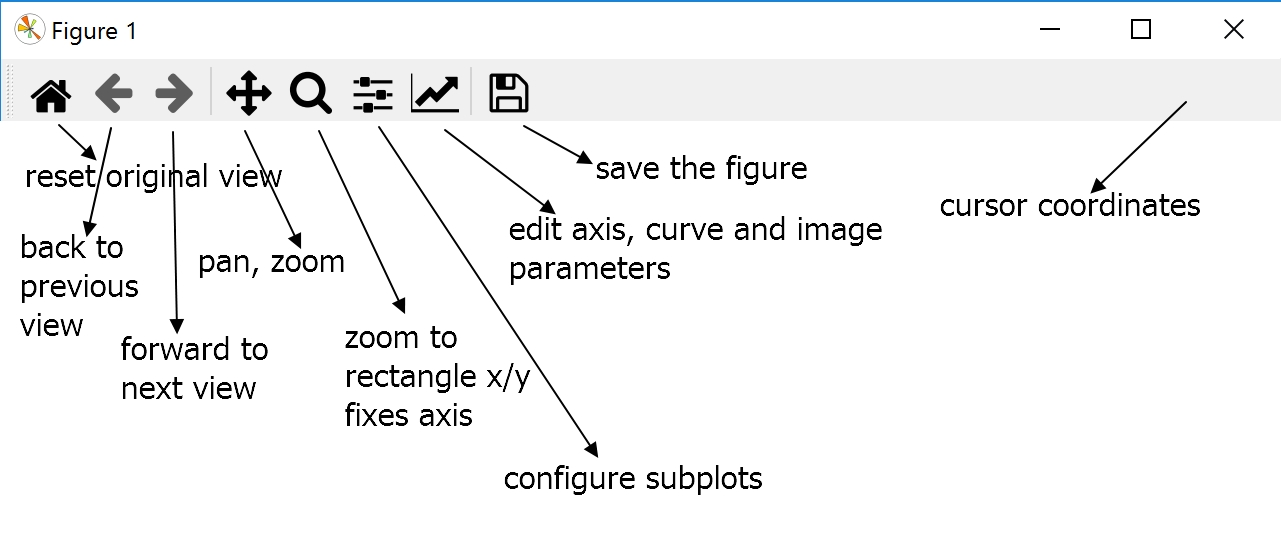 Figure 1
reset original view
save the figure
cursor coordinates
edit axis, curve and image
parameters
back to
previous
view
pan, zoom
forward to
next view
zoom to
rectangle x/y
fixes axis
configure subplots